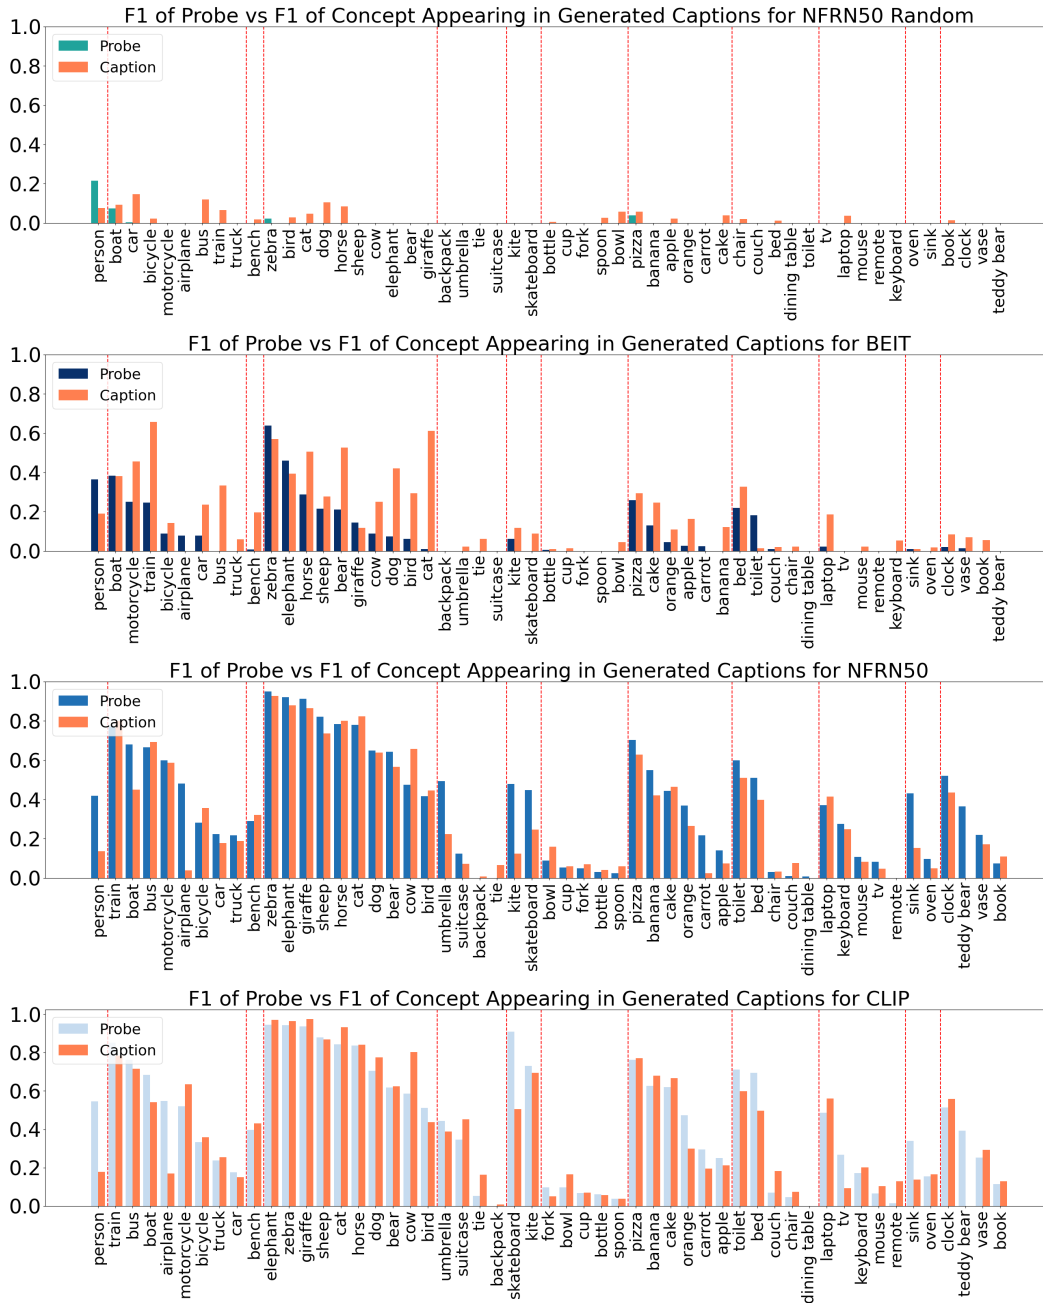 F1 of Probe vs F1 of Concept Appearing in Generated Captions for NFRN50 Random
1.0
Probe
Caption
0.8
0.6
0.4
0.2
0.0
person
boat
car
bicycle
motorcycle
airplane
bus
train
truck
bench
zebra
bird
cat
dog
horse
sheep
cow
elephant
bear
giraffe
backpack
umbrella
tie
suitcase
kite
skateboard
bottle
cup
fork
spoon
bowl
pizza
banana
apple
orange
carrot
cake
chair
couch
bed
dining table
toilet
tv
laptop
mouse
remote
keyboard
oven
sink
book
clock
vase
teddy bear
F1 of Probe vs F1 of Concept Appearing in Generated Captions for BEIT
1.0
Probe
Caption
0.8
0.6
0.4
0.2
0.0
person
boat
motorcycle
train
bicycle
airplane
car
bus
truck
bench
zebra
elephant
horse
sheep
bear
giraffe
cow
dog
bird
cat
backpack
umbrella
tie
suitcase
kite
skateboard
bottle
cup
fork
spoon
bowl
pizza
cake
orange
apple
carrot
banana
bed
toilet
couch
chair
dining table
laptop
tv
mouse
remote
keyboard
sink
oven
clock
vase
book
teddy bear
F1 of Probe vs F1 of Concept Appearing in Generated Captions for NFRN50
1.0
Probe
Caption
0.8
0.6
0.4
0.2
0.0
person
train
boat
bus
motorcycle
airplane
bicycle
car
truck
bench
zebra
elephant
giraffe
sheep
horse
cat
dog
bear
cow
bird
umbrella
suitcase
backpack
tie
kite
skateboard
bowl
cup
fork
bottle
spoon
pizza
banana
cake
orange
carrot
apple
toilet
bed
chair
couch
dining table
laptop
keyboard
mouse
tv
remote
sink
oven
clock
teddy bear
vase
book
F1 of Probe vs F1 of Concept Appearing in Generated Captions for CLIP
1.0
Probe
Caption
0.8
0.6
0.4
0.2
0.0
person
train
bus
boat
airplane
motorcycle
bicycle
truck
car
bench
elephant
zebra
giraffe
sheep
cat
horse
dog
bear
cow
bird
umbrella
suitcase
tie
backpack
skateboard
kite
fork
bowl
cup
bottle
spoon
pizza
banana
cake
orange
carrot
apple
toilet
bed
couch
chair
dining table
laptop
tv
keyboard
mouse
remote
sink
oven
clock
teddy bear
vase
book